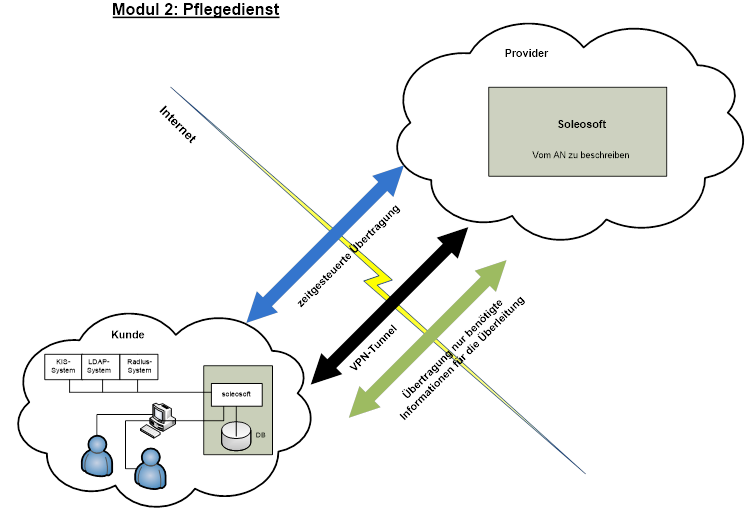 Modul 2: Pflegedienst
Provider
Soleosoft
Vom AN zu beschreiben
Internet
zeitgesteuerte Übertragung
VPN-Tunnel
Übertragung nur benötigte
Informationen für die Überleitung
Kunde
KIS-
System
LDAP-
System
Radius-
System
soleosoft
DB